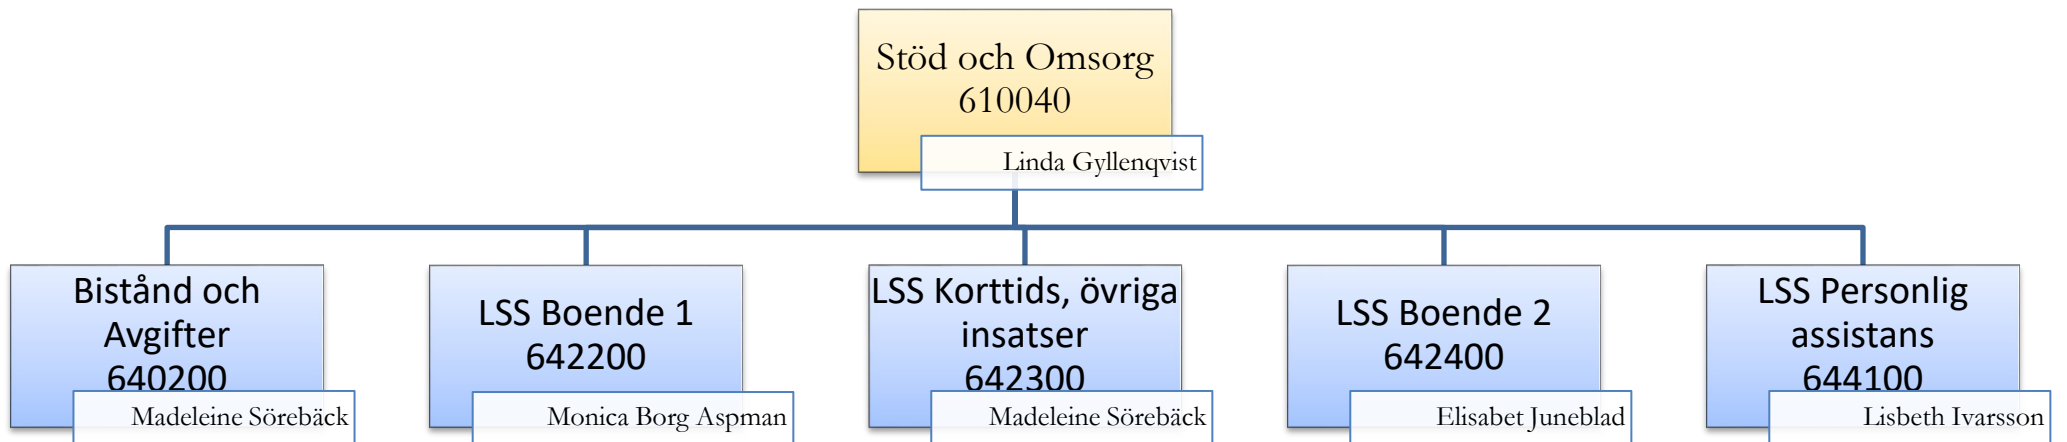 Stöd och Omsorg
610040
Linda Gyllenqvist
Bistånd och
Avgifter
640200
Madeleine Sörebäck
LSS Boende 1
642200
Monica Borg Aspman
LSS Korttids, övriga
insatser
642300
Madeleine Sörebäck
LSS Boende 2
642400
Elisabet Juneblad
LSS Personlig
assistans
644100
Lisbeth Ivarsson